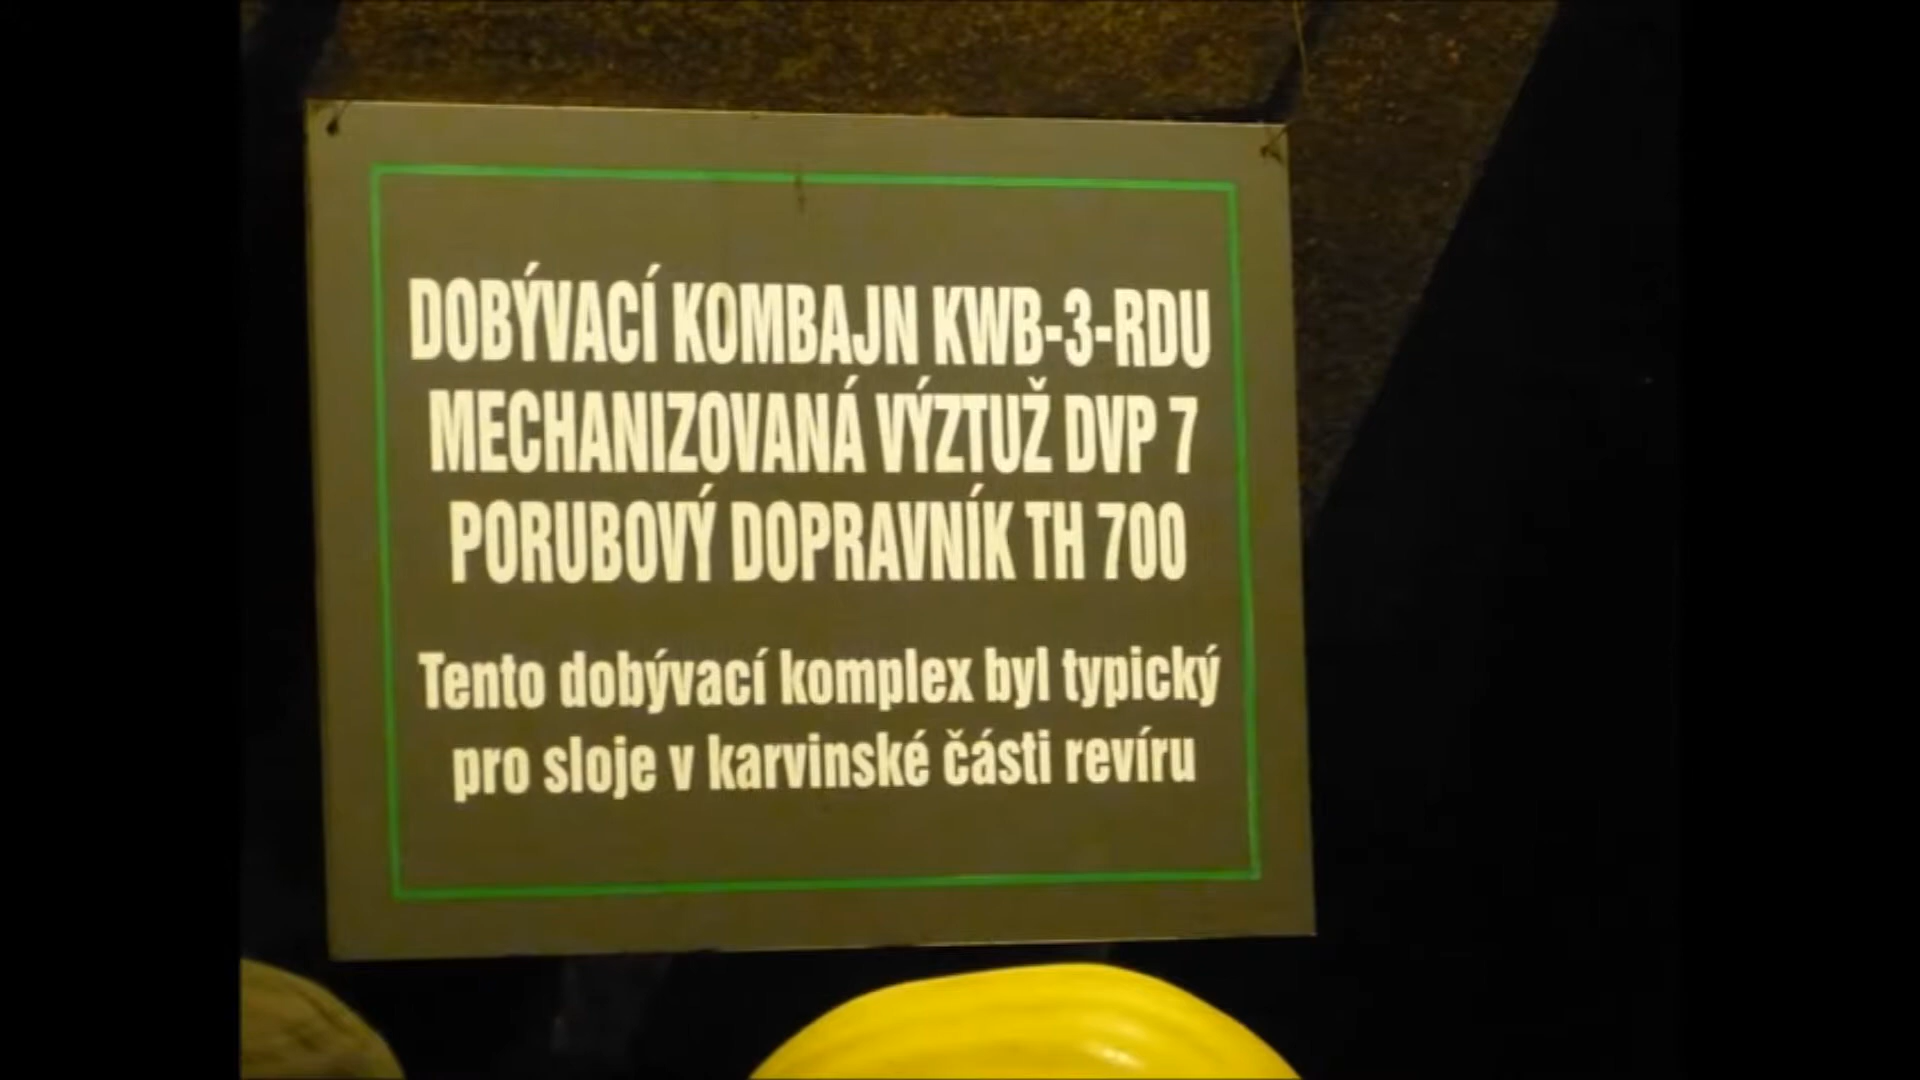 DOBÝVACÍ KOMBAJN KWB-3-RDU
MECHANIZOVANÁ VÝZTUŽ DVP 7
PORUBOVÝ DOPRAVNÍK TH 700
Tento dobývací komplex byl typický
pro sloje v karvinské části revíru